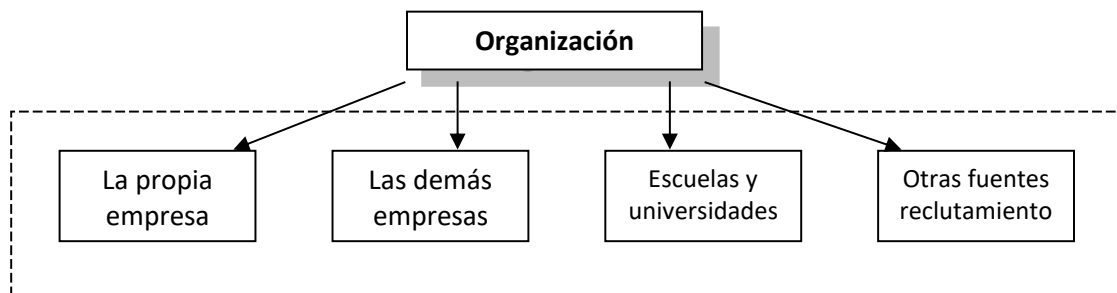 Organización
La propia
empresa
Las demás
empresas
Escuelas y
universidades
Otras fuentes
reclutamiento